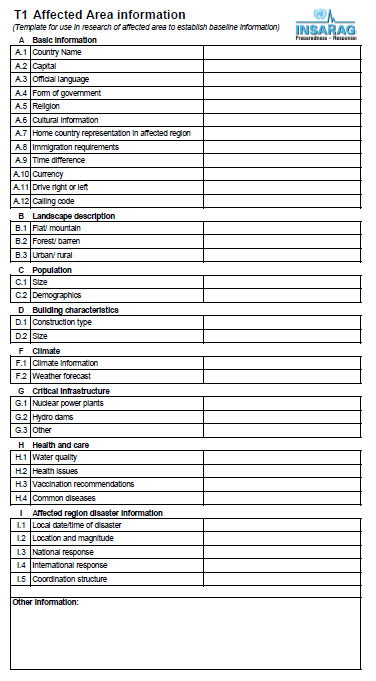 T1 Affected Area information
(Template for use in research of affected area to establish baseline information)
INSARAG
Preparedness - Response
A Basic information
A.1 Country Name
A.2 Capital
A.3 Official language
A.4 Form of government
A.5 Religion
A.6 Cultural information
A.7 Home country representation in affected region
A.8 Immigration requirements
A.9 Time difference
A.10 Currency
A.11 Drive right or left
A.12 Calling code
B Landscape description
B.1 Flat/ mountain
B.2 Forest/ barren
B.3 Urban/ rural
C Population
C.1 Size
C.2 Demographics
D Building characteristics
D.1 Construction type
D.2 Size
F Climate
F.1 Climate information
F.2 Weather forecast
G Critical infrastructure
G.1 Nuclear power plants
G.2 Hydro dams
G.3 Other
H Health and care
H.1 Water quality
H.2 Health issues
H.3 Vaccination recommendations
H.4 Common diseases
I Affected region disaster information
I.1 Local date/time of disaster
I.2 Location and magnitude
I.3 National response
I.4 International response
I.5 Coordination structure
Other information: